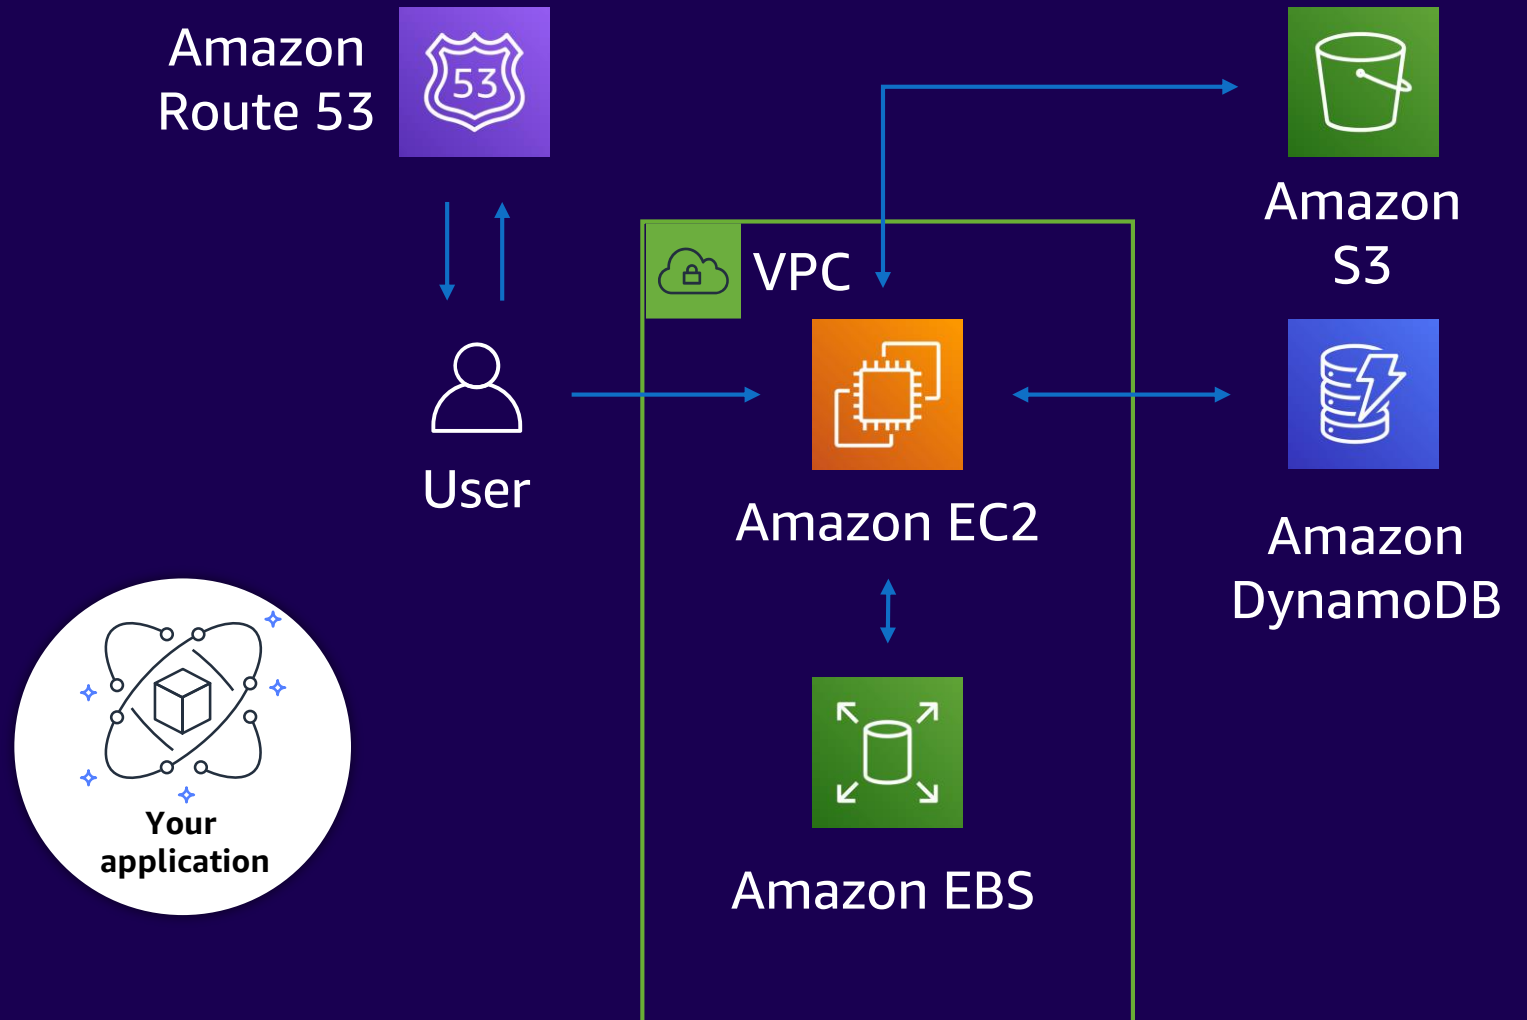 Amazon
Route 53
53
Amazon
S3
VPC
User
Amazon EC2
Amazon
DynamoDB
Your
application
Amazon EBS